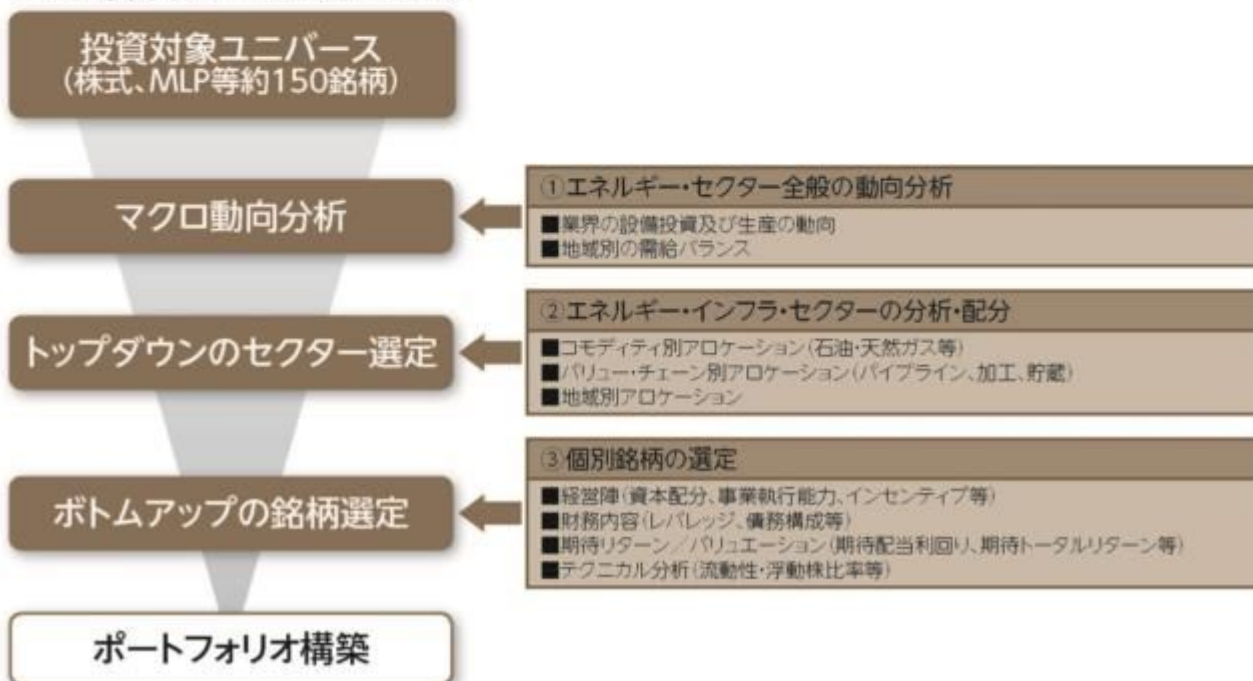 投資対象ユニバース
(株式、MLP等約150銘柄)
マクロ動向分析
①エネルギー・セクター全般の動向分析
■業界の設備投資及び生産の動向
■地域別の需給バランス
トップダウンのセクター選定
②エネルギー・インフラ・セクターの分析・配分
■コモディティ別アロケーション(石油・天然ガス等)
■バリュー・チェーン別アロケーション(パイプライン、加工、貯蔵)
■地域別アロケーション
ボトムアップの銘柄選定
③個別銘柄の選定
■経営陣(資本配分、事業執行能力、インセンティブ等)
■財務内容(レバレッジ、債務構成等)
■期待リターン/バリュエーション(期待配当利回り、期待トータルリターン等)
■テクニカル分析(流動性・浮動株比率等)
ポートフォリオ構築